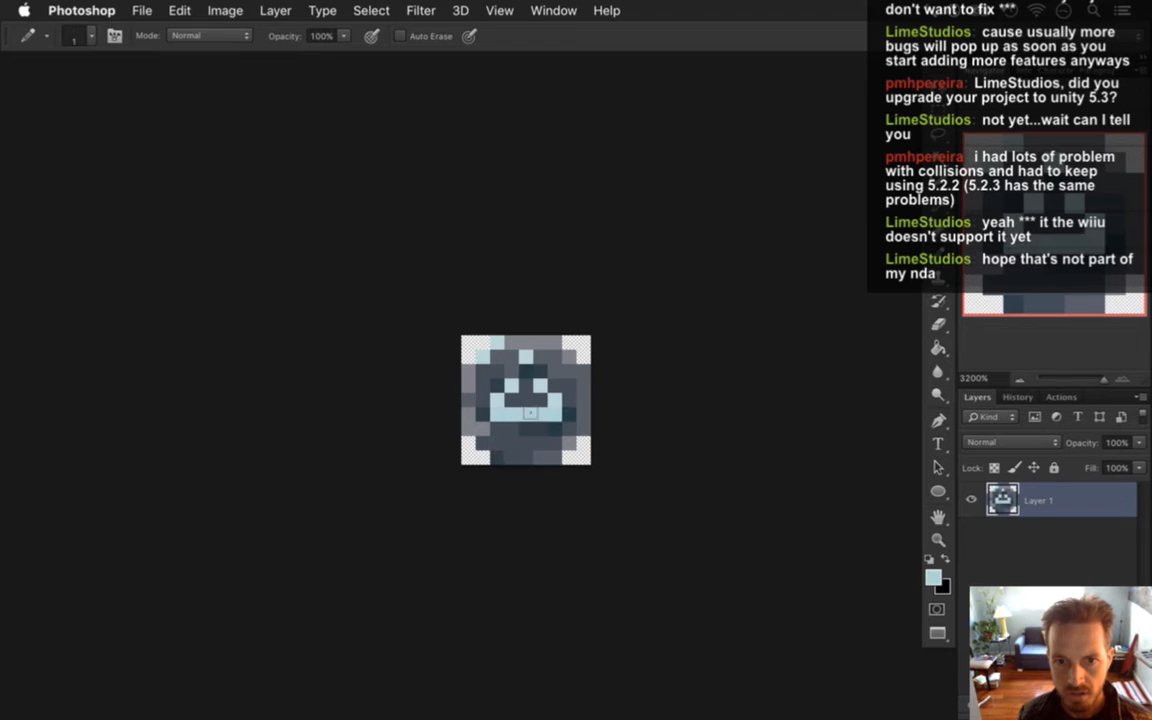 Photoshop File Edit Image Layer Type Select Filter 3D View Window Help
1 Mode: Normal Opacity: 100% Auto Erase
don't want to fix ***
LimeStudios: cause usually more
bugs will pop up as soon as you
start adding more features anyways
pmhpereira: LimeStudios, did you
upgrade your project to unity 5.3?
LimeStudios: not yet...wait can I tell
you
pmhpereira: i had lots of problem
with collisions and had to keep
using 5.2.2 (5.2.3 has the same
problems)
LimeStudios: yeah *** it the wiiu
doesn't support it yet
LimeStudios: hope that's not part of
my nda
3200%
Layers History Actions
Kind
Normal Opacity: 100%
Lock: Fill: 100%
Layer 1